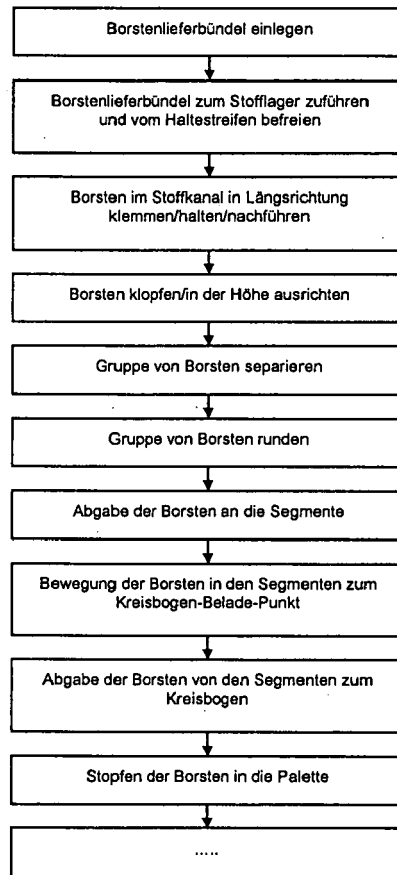 Borstenlieferbündel einlegen
Borstenlieferbündel zum Stofflager zuführen
und vom Haltestreifen befreien
Borsten im Stoffkanal in Längsrichtung
klemmen/halten/nachführen
Borsten klopfen/in der Höhe ausrichten
Gruppe von Borsten separieren
Gruppe von Borsten runden
Abgabe der Borsten an die Segmente
Bewegung der Borsten in den Segmenten zum
Kreisbogen-Belade-Punkt
Abgabe der Borsten von den Segmenten zum
Kreisbogen
Stopfen der Borsten in die Palette
.....